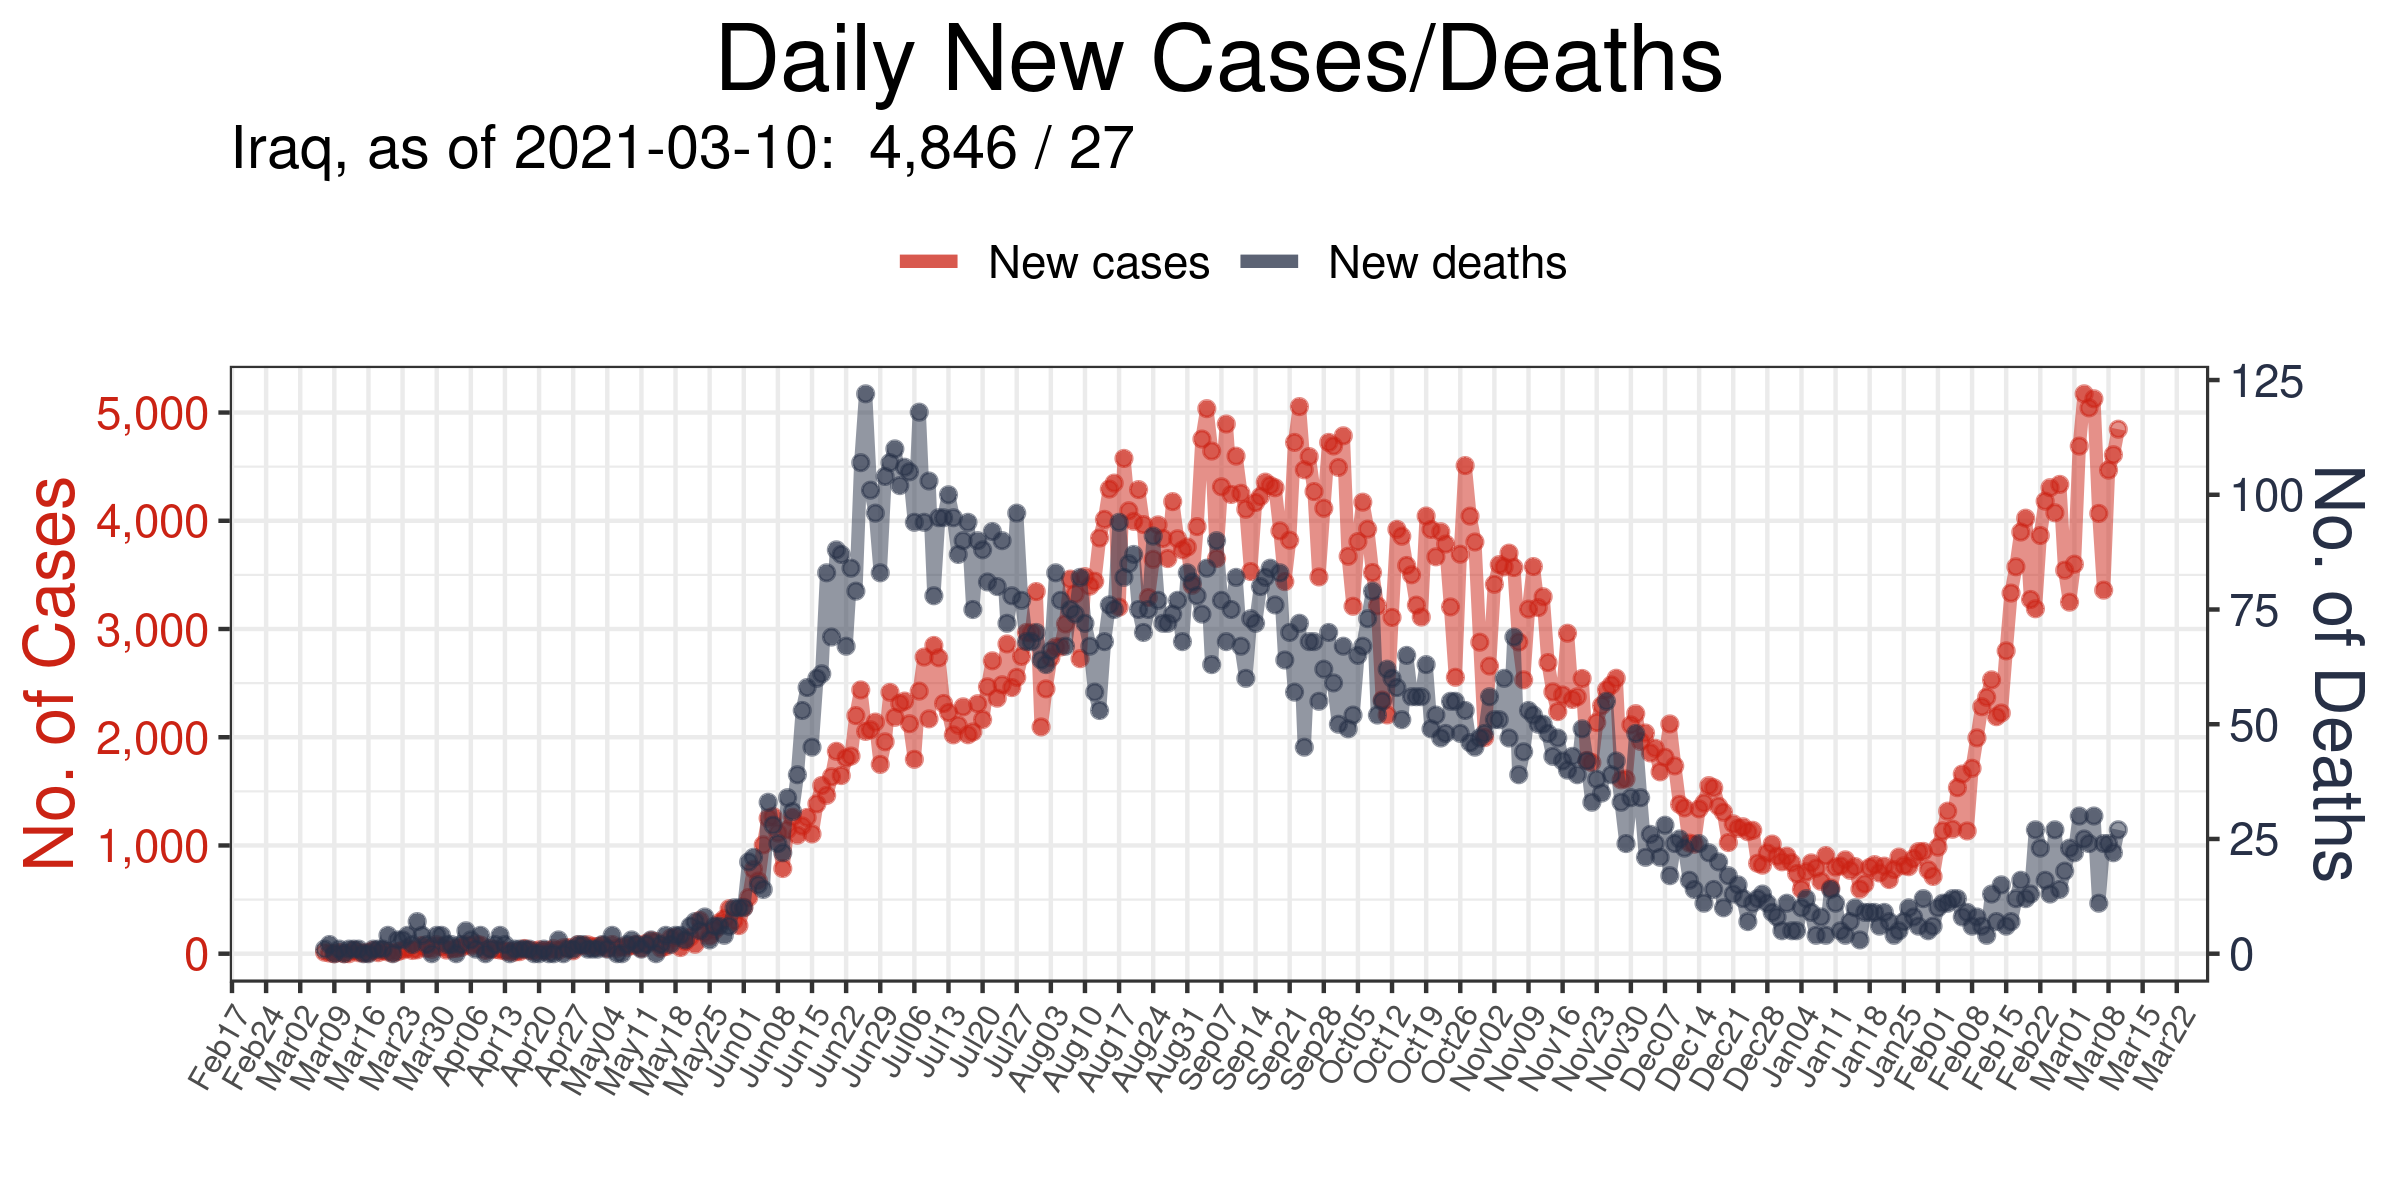 Daily New Cases/Deaths
Iraq, as of 2021-03-10:  4,846 / 27
New cases New deaths
No. of Cases
5,000
4,000
3,000
2,000
1,000
0
125
100
75
50
25
0
No. of Deaths
Feb17 Feb24 Mar02 Mar09 Mar16 Mar23 Mar30 Apr06 Apr13 Apr20 Apr27 May04 May11 May18 May25 Jun01 Jun08 Jun15 Jun22 Jun29 Jul06 Jul13 Jul20 Jul27 Aug03 Aug10 Aug17 Aug24 Aug31 Sep07 Sep14 Sep21 Sep28 Oct05 Oct12 Oct19 Oct26 Nov02 Nov09 Nov16 Nov23 Nov30 Dec07 Dec14 Dec21 Dec28 Jan04 Jan11 Jan18 Jan25 Feb01 Feb08 Feb15 Feb22 Mar01 Mar08 Mar15 Mar22